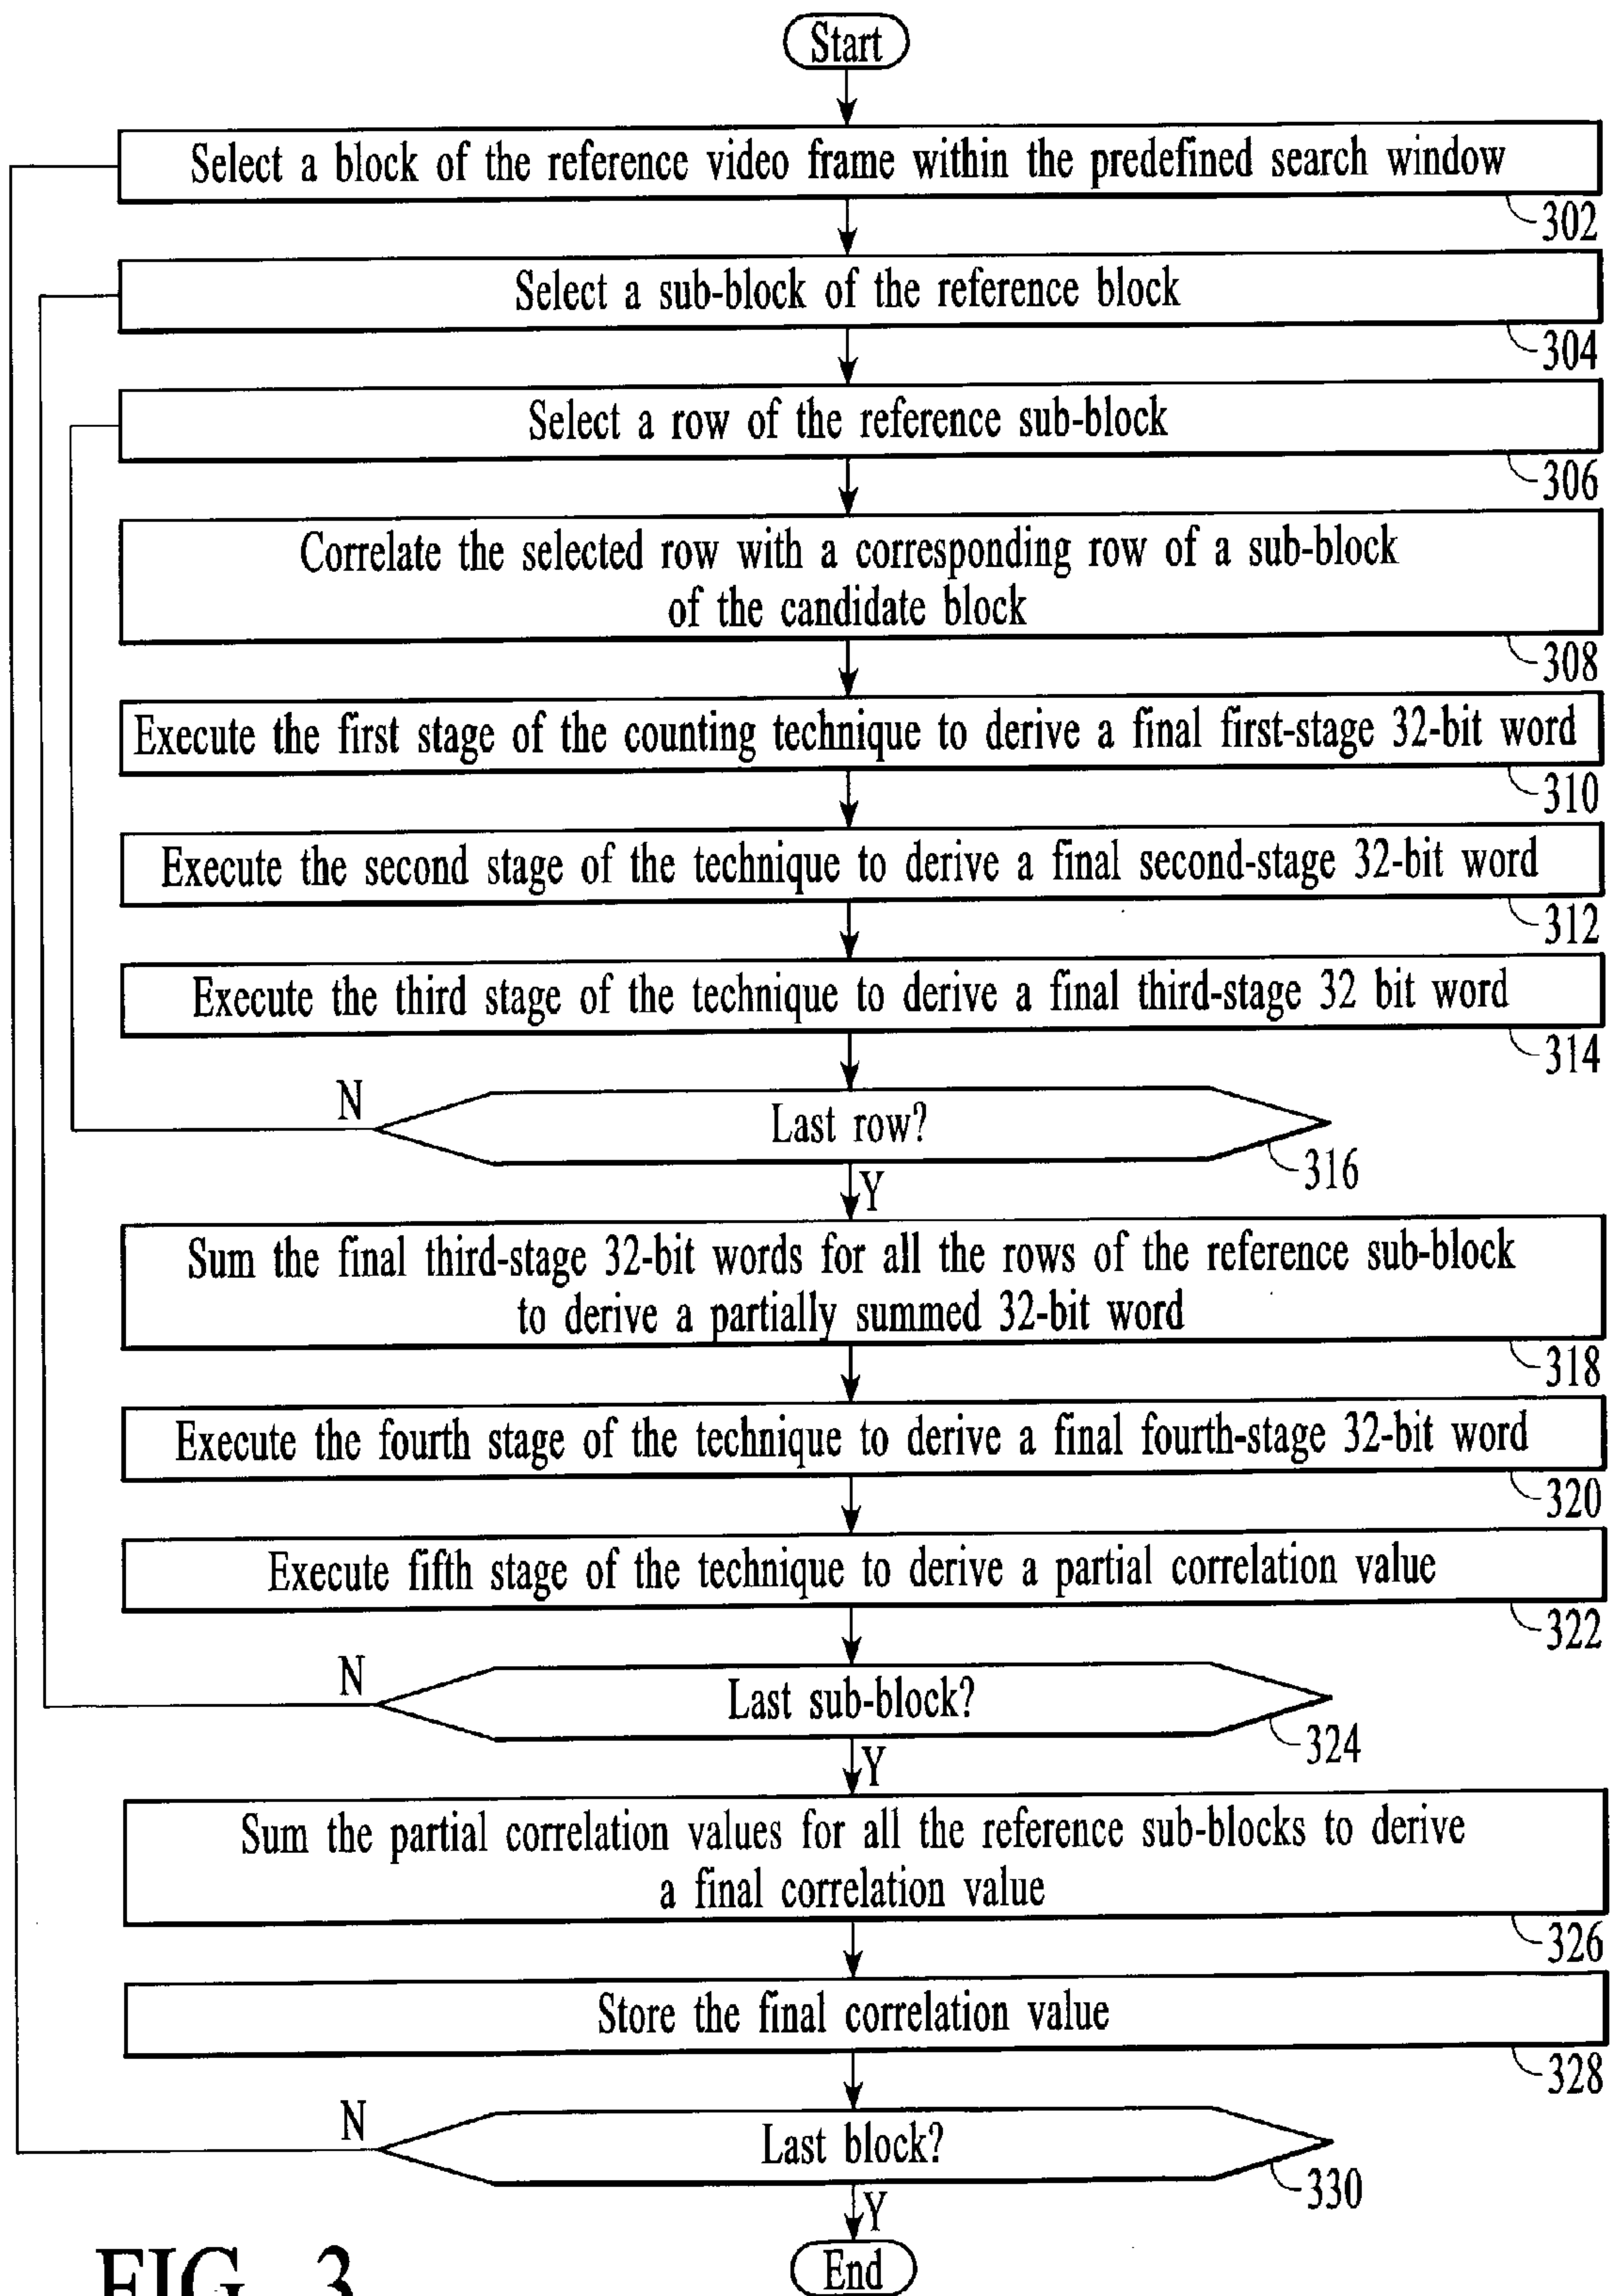 Start
Select a block of the reference video frame within the predefined search window
302
Select a sub-block of the reference block
304
Select a row of the reference sub-block
306
Correlate the selected row with a corresponding row of a sub-block
of the candidate block
308
Execute the first stage of the counting technique to derive a final first-stage 32-bit word
310
Execute the second stage of the technique to derive a final second-stage 32-bit word
312
Execute the third stage of the technique to derive a final third-stage 32 bit word
314
N
Last row?
316
Y
Sum the final third-stage 32-bit words for all the rows of the reference sub-block
to derive a partially summed 32-bit word
318
Execute the fourth stage of the technique to derive a final fourth-stage 32-bit word
320
Execute fifth stage of the technique to derive a partial correlation value
322
N
Last sub-block?
324
Y
Sum the partial correlation values for all the reference sub-blocks to derive
a final correlation value
326
Store the final correlation value
328
N
Last block?
330
Y
End
FIG. 3